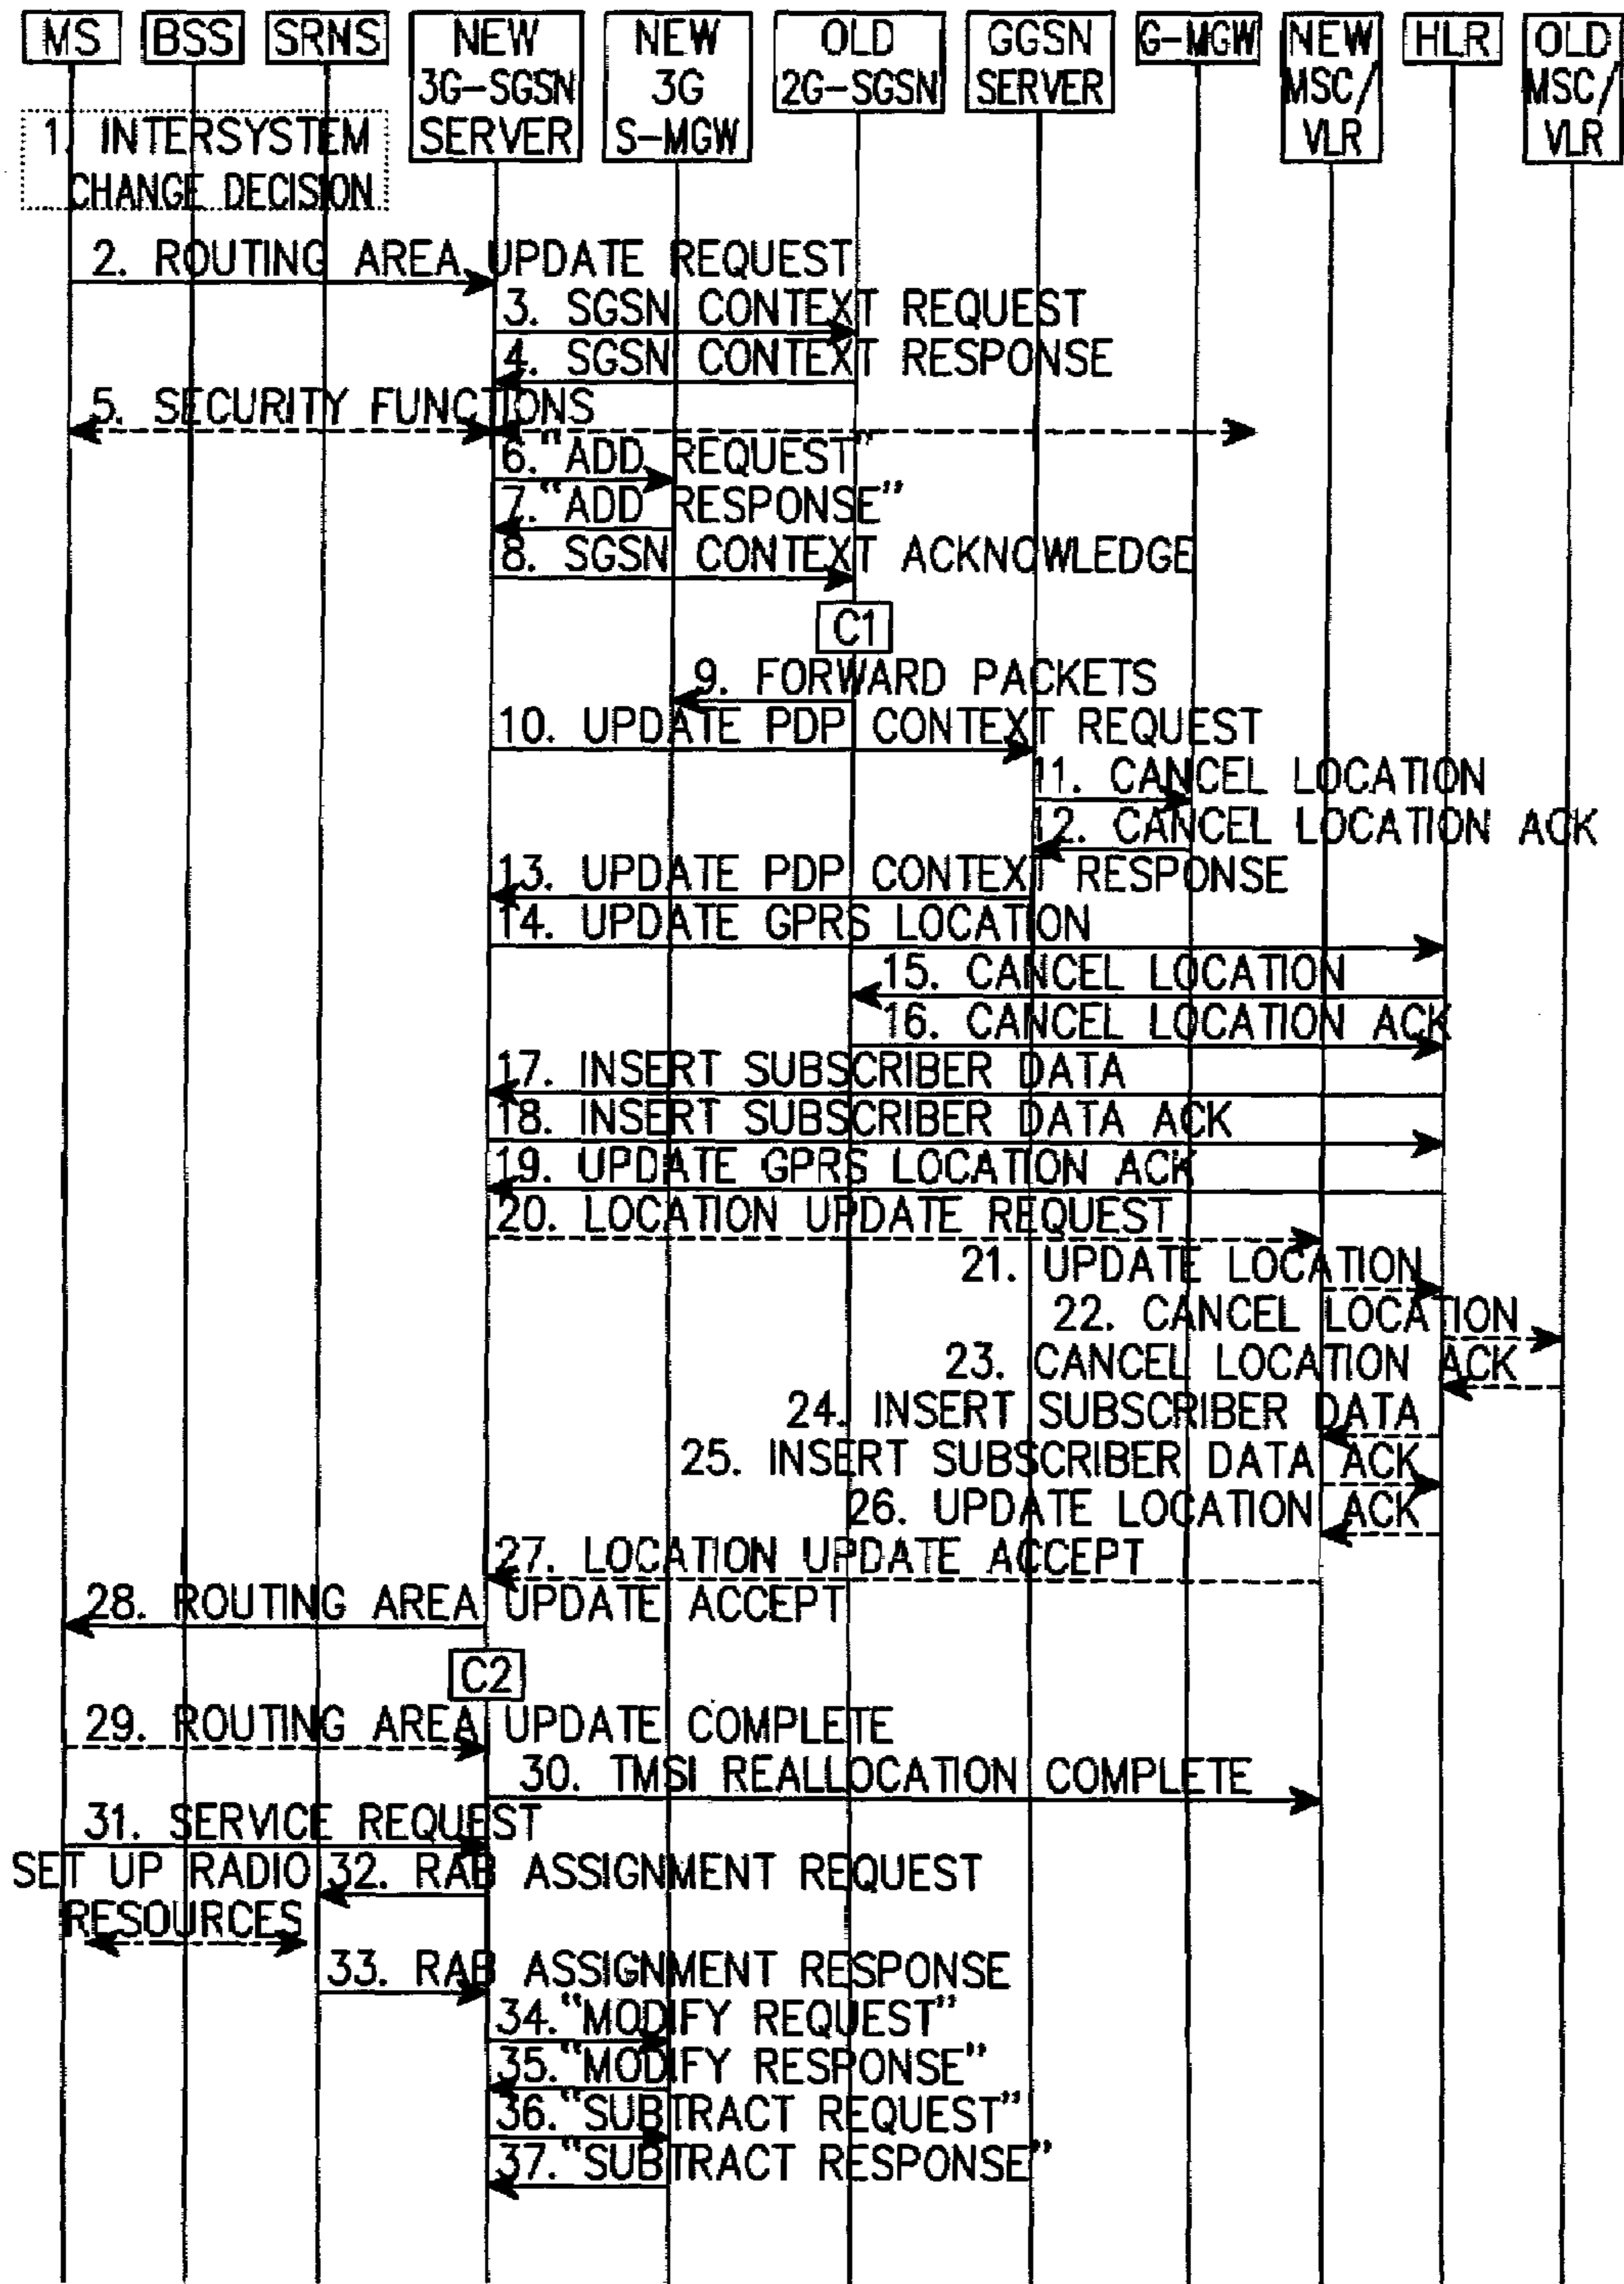 MS
BSS
SRNS
NEW
3G-SGSN
SERVER
NEW
3G
S-MGW
OLD
2G-SGSN
GGSN
SERVER
G-MGW
NEW
MSC/
VLR
HLR
OLD
MSC/
VLR
1. INTERSYSTEM
CHANGE DECISION
2. ROUTING AREA UPDATE REQUEST
3. SGSN CONTEXT REQUEST
4. SGSN CONTEXT RESPONSE
5. SECURITY FUNCTIONS
6. "ADD REQUEST"
7. "ADD RESPONSE"
8. SGSN CONTEXT ACKNOWLEDGE
C1
9. FORWARD PACKETS
10. UPDATE PDP CONTEXT REQUEST
11. CANCEL LOCATION
12. CANCEL LOCATION ACK
13. UPDATE PDP CONTEXT RESPONSE
14. UPDATE GPRS LOCATION
15. CANCEL LOCATION
16. CANCEL LOCATION ACK
17. INSERT SUBSCRIBER DATA
18. INSERT SUBSCRIBER DATA ACK
19. UPDATE GPRS LOCATION ACK
20. LOCATION UPDATE REQUEST
21. UPDATE LOCATION
22. CANCEL LOCATION
23. CANCEL LOCATION ACK
24. INSERT SUBSCRIBER DATA
25. INSERT SUBSCRIBER DATA ACK
26. UPDATE LOCATION ACK
27. LOCATION UPDATE ACCEPT
28. ROUTING AREA UPDATE ACCEPT
C2
29. ROUTING AREA UPDATE COMPLETE
30. TMSI REALLOCATION COMPLETE
31. SERVICE REQUEST
SET UP RADIO
RESOURCES
32. RAB ASSIGNMENT REQUEST
33. RAB ASSIGNMENT RESPONSE
34. "MODIFY REQUEST"
35. "MODIFY RESPONSE"
36. "SUBTRACT REQUEST"
37. "SUBTRACT RESPONSE"